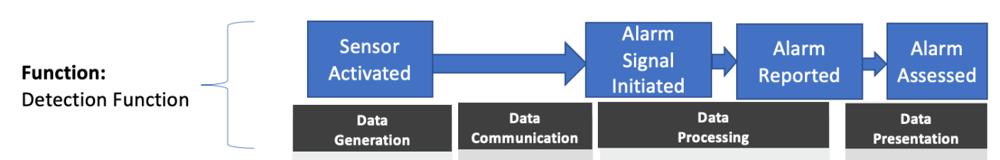 Function:
Detection Function
Sensor
Activated
Alarm
Signal
Initiated
Alarm
Reported
Alarm
Assessed
Data
Generation
Data
Communication
Data
Processing
Data
Presentation